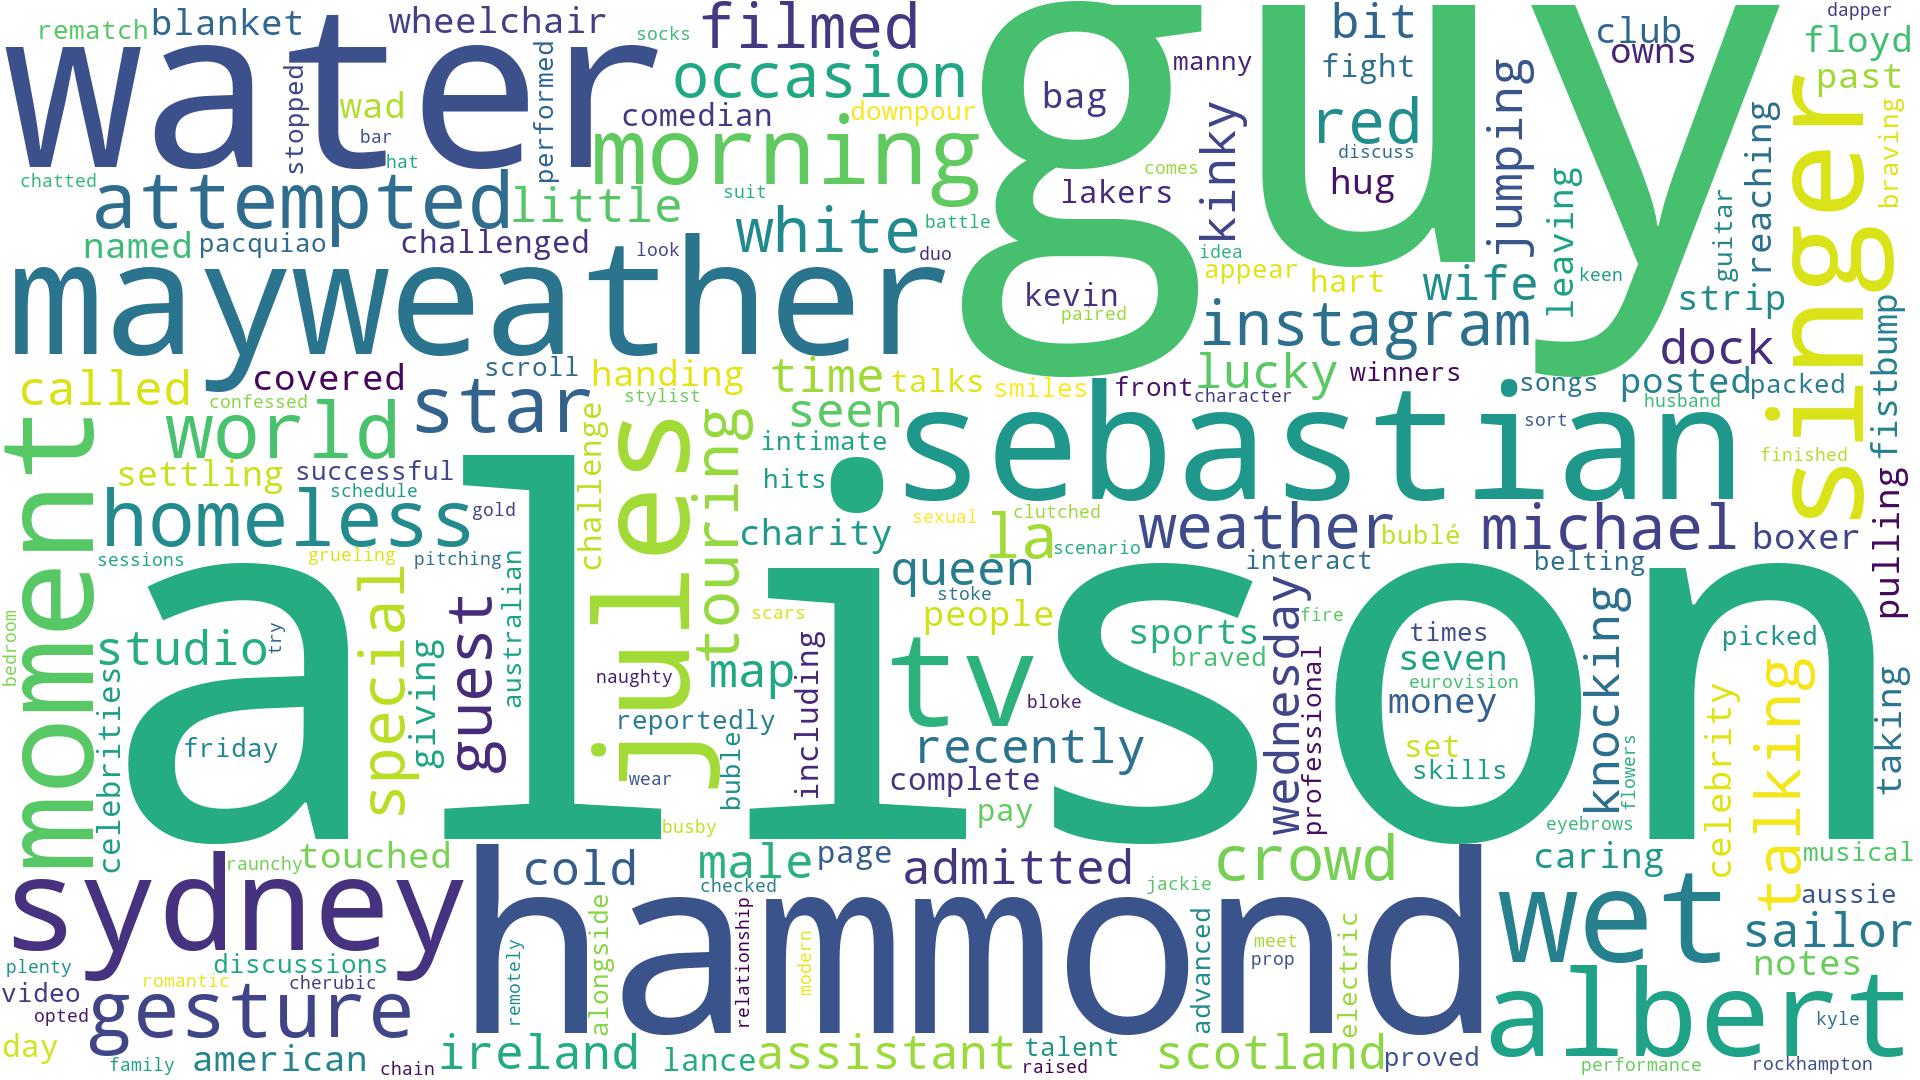 rematch
blanket
wheelchair
socks
filmed
guy
bit
club
dapper
floyd
water
stopped
wad
bar
hat
performed
occasion
comedian
downpour
bag
manny
fight
owns
past
chatted
attempted
little
morning
suit
white
battle
lakers
comes
kinky
red
discuss
hug
jumping
leaving
reaching
guitar
singer
braving
named
pacquiao
challenged
look
duo
idea
appear
hart
wife
keen
strip
mayweather
kevin
paired
instagram
dock
fistbump
called
confessed
covered
scroll
star
handing
stylist
time
talks
seen
smiles
front
character
lucky
winners
songs
posted
packed
husband
sort
moment
world
settling
successful
schedule
challenge
jules
touring
intimate
hits
sebastian
finished
pulling
homeless
gold
charity
sexual
clutched
la
scenario
weather
bublé
michael
boxer
sessions
grueling
pitching
queen
stoke
interact
belting
alison
bedroom
studio
try
celebrities
friday
special
giving
guest
australian
naughty
reportedly
wear
buble
map
scars
including
people
tv
bloke
recently
complete
pay
sports
braved
wednesday
fire
professional
times
seven
eurovision
money
set
skills
knocking
flowers
picked
celebrity
talking
taking
busby
eyebrows
raunchy
touched
sydney
cold
male
page
checked
admitted
jackie
crowd
caring
musical
aussie
hammond
wet
sailor
plenty
discussions
romantic
cherubic
video
opted
gesture
remotely
alongside
relationship
modern
advanced
meet
prop
electric
notes
albert
kyle
day
family
american
chain
ireland
lance
assistant
talent
raised
scotland
proved
performance
rockhampton